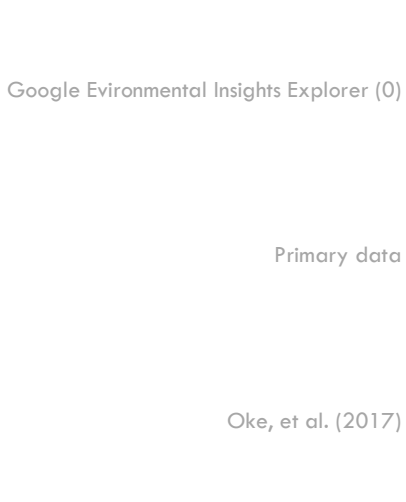 Google Evironmental Insights Explorer (0)
Primary data
Oke, et al. (2017)